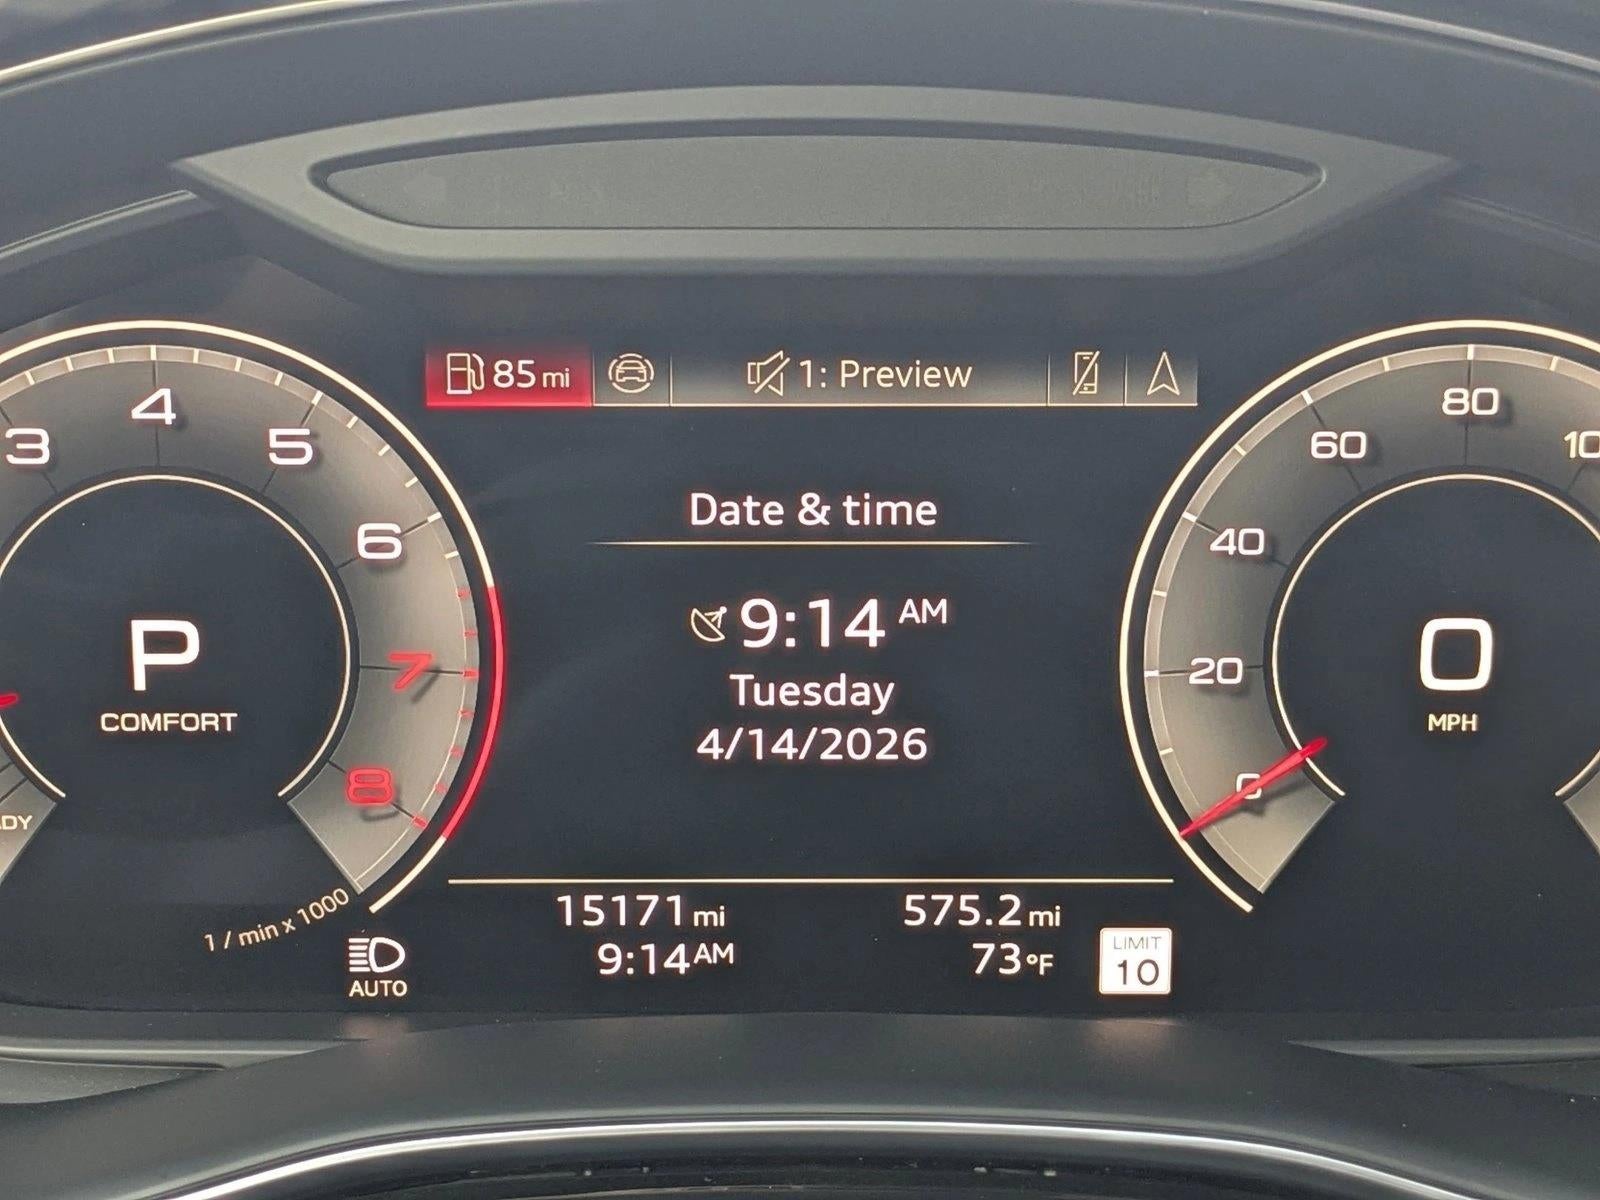 85 mi
1: Preview
Date & time
9:14 AM
Tuesday
4/14/2026
3
4
5
6
7
8
P
COMFORT
1 / min x 1000
AUTO
0
20
40
60
80
0
MPH
15171 mi
575.2 mi
9:14 AM
73 °F
LIMIT
10